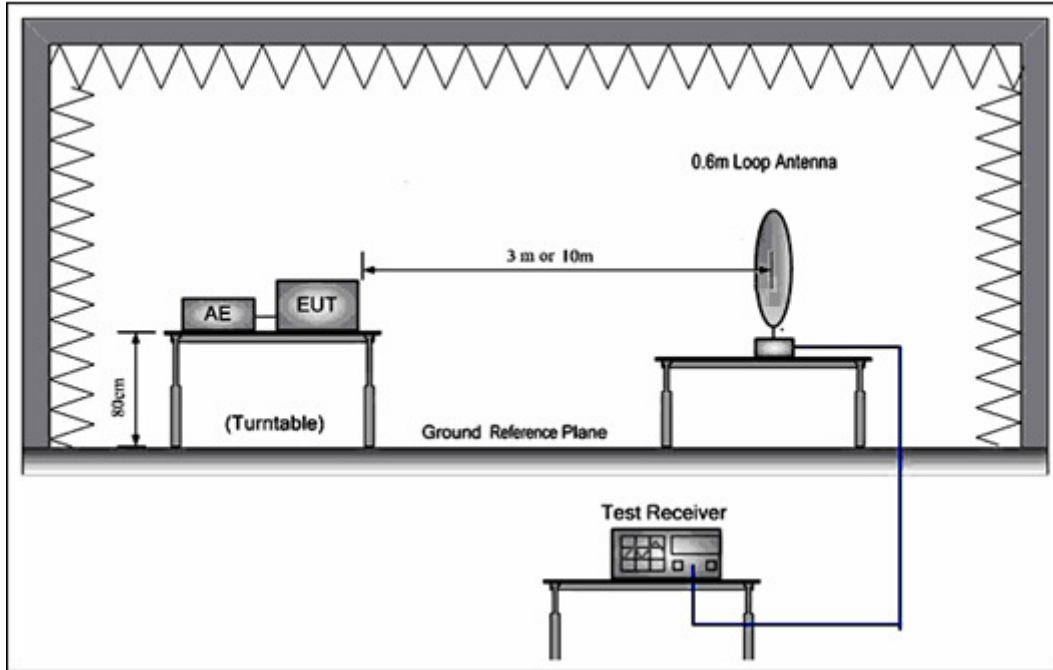 0.6m Loop Antenna
3 m or 10m
AE
EUT
80cm
(Turntable)
Ground Reference Plane
Test Receiver